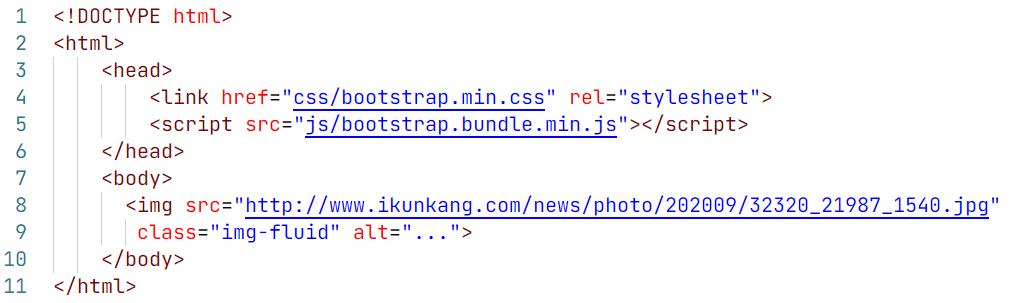 1 <!DOCTYPE html>
2 <html>
3 <head>
4 <link href="css/bootstrap.min.css" rel="stylesheet">
5 <script src="js/bootstrap.bundle.min.js"></script>
6 </head>
7 <body>
8 <img src="http://www.ikunkang.com/news/photo/202009/32320_21987_1540.jpg"
9 class="img-fluid" alt="...">
10 </body>
11 </html>